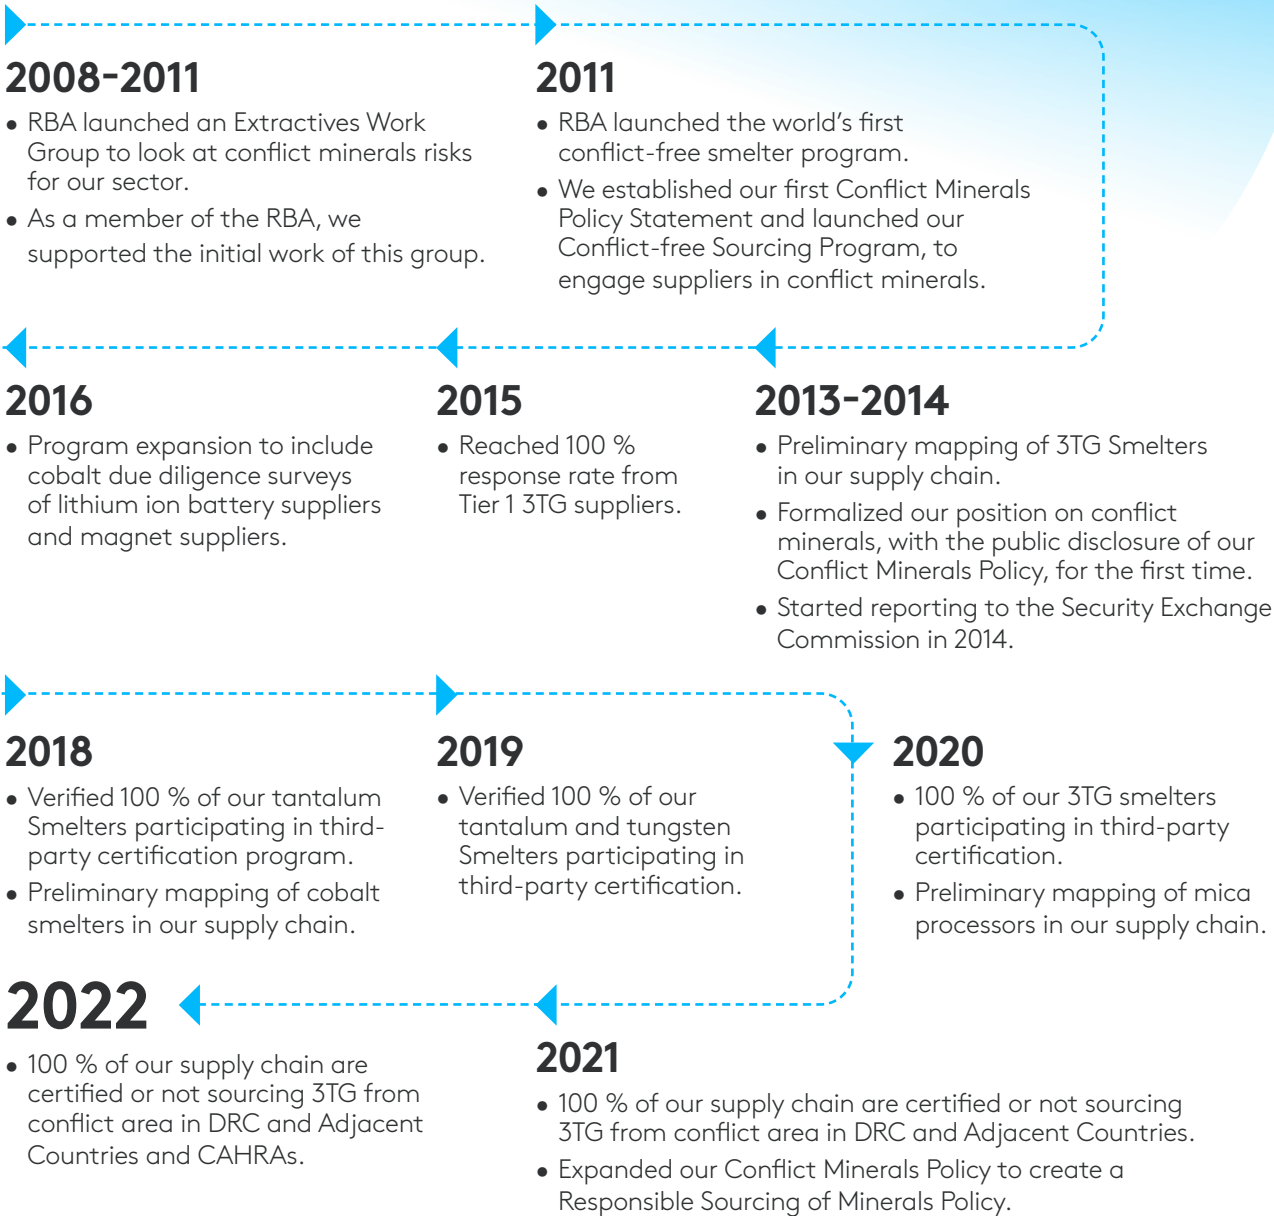 2008-2011
• RBA launched an Extractives Work
Group to look at conflict minerals risks
for our sector.
• As a member of the RBA, we
supported the initial work of this group.
2011
• RBA launched the world's first
conflict-free smelter program.
• We established our first Conflict Minerals
Policy Statement and launched our
Conflict-free Sourcing Program, to
engage suppliers in conflict minerals.
2013-2014
• Preliminary mapping of 3TG Smelters
in our supply chain.
• Formalized our position on conflict
minerals, with the public disclosure of our
Conflict Minerals Policy, for the first time.
• Started reporting to the Security Exchange
Commission in 2014.
2015
• Reached 100 %
response rate from
Tier 1 3TG suppliers.
2016
• Program expansion to include
cobalt due diligence surveys
of lithium ion battery suppliers
and magnet suppliers.
2018
• Verified 100 % of our tantalum
Smelters participating in third-
party certification program.
• Preliminary mapping of cobalt
smelters in our supply chain.
2019
• Verified 100 % of our
tantalum and tungsten
Smelters participating in
third-party certification.
2020
• 100 % of our 3TG smelters
participating in third-party
certification.
• Preliminary mapping of mica
processors in our supply chain.
2021
• 100 % of our supply chain are certified or not sourcing
3TG from conflict area in DRC and Adjacent Countries.
• Expanded our Conflict Minerals Policy to create a
Responsible Sourcing of Minerals Policy.
2022
• 100 % of our supply chain are
certified or not sourcing 3TG from
conflict area in DRC and Adjacent
Countries and CAHRAs.